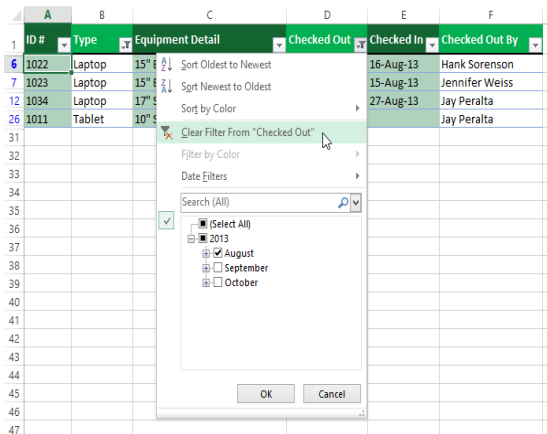 A B C D E F
1 ID # Type Equipment Detail Checked Out Checked In Checked Out By
6 1022 Laptop 15" 16-Aug-13 Hank Sorenson
7 1023 Laptop 15" 15-Aug-13 Jennifer Weiss
12 1034 Laptop 17" 27-Aug-13 Jay Peralta
26 1011 Tablet 10" Jay Peralta
31
32
33
34
35
36
37
38
39
40
41
42
43
44
45
46
47
Sort Oldest to Newest
Sort Newest to Oldest
Sort by Color
Clear Filter From "Checked Out"
Filter by Color
Date Filters
Search (All)
(Select All)
2013
August
September
October
OK Cancel